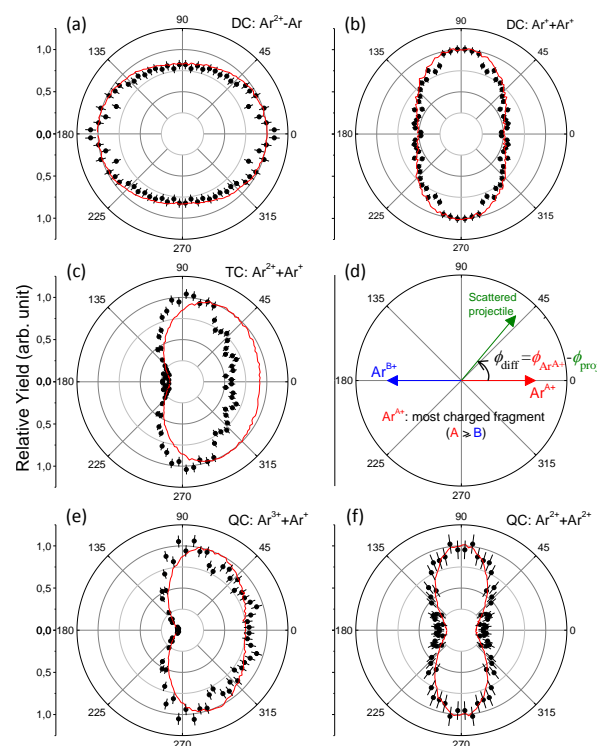 (a) DC: Ar²⁺-Ar
90
135 45
1,0
0,5
0,0 180 0
0,5
1,0
225 315
270
(b) DC: Ar⁺+Ar⁺
90
135 45
180 0
225 315
270
(c) TC: Ar²⁺+Ar⁺
90
135 45
1,0
0,5
0,0 180 0
0,5
1,0
225 315
270
(d)
90
135 45
Scattered
projectile
ϕdiff=ϕArᴬ⁺-ϕproj
Arᴮ⁺
180 0
Arᴬ⁺
Arᴬ⁺: most charged fragment
(A ⩾ B)
225 315
270
(e) QC: Ar³⁺+Ar⁺
90
135 45
1,0
0,5
0,0 180 0
0,5
1,0
225 315
270
(f) QC: Ar²⁺+Ar²⁺
90
135 45
180 0
225 315
270
Relative Yield (arb. unit)